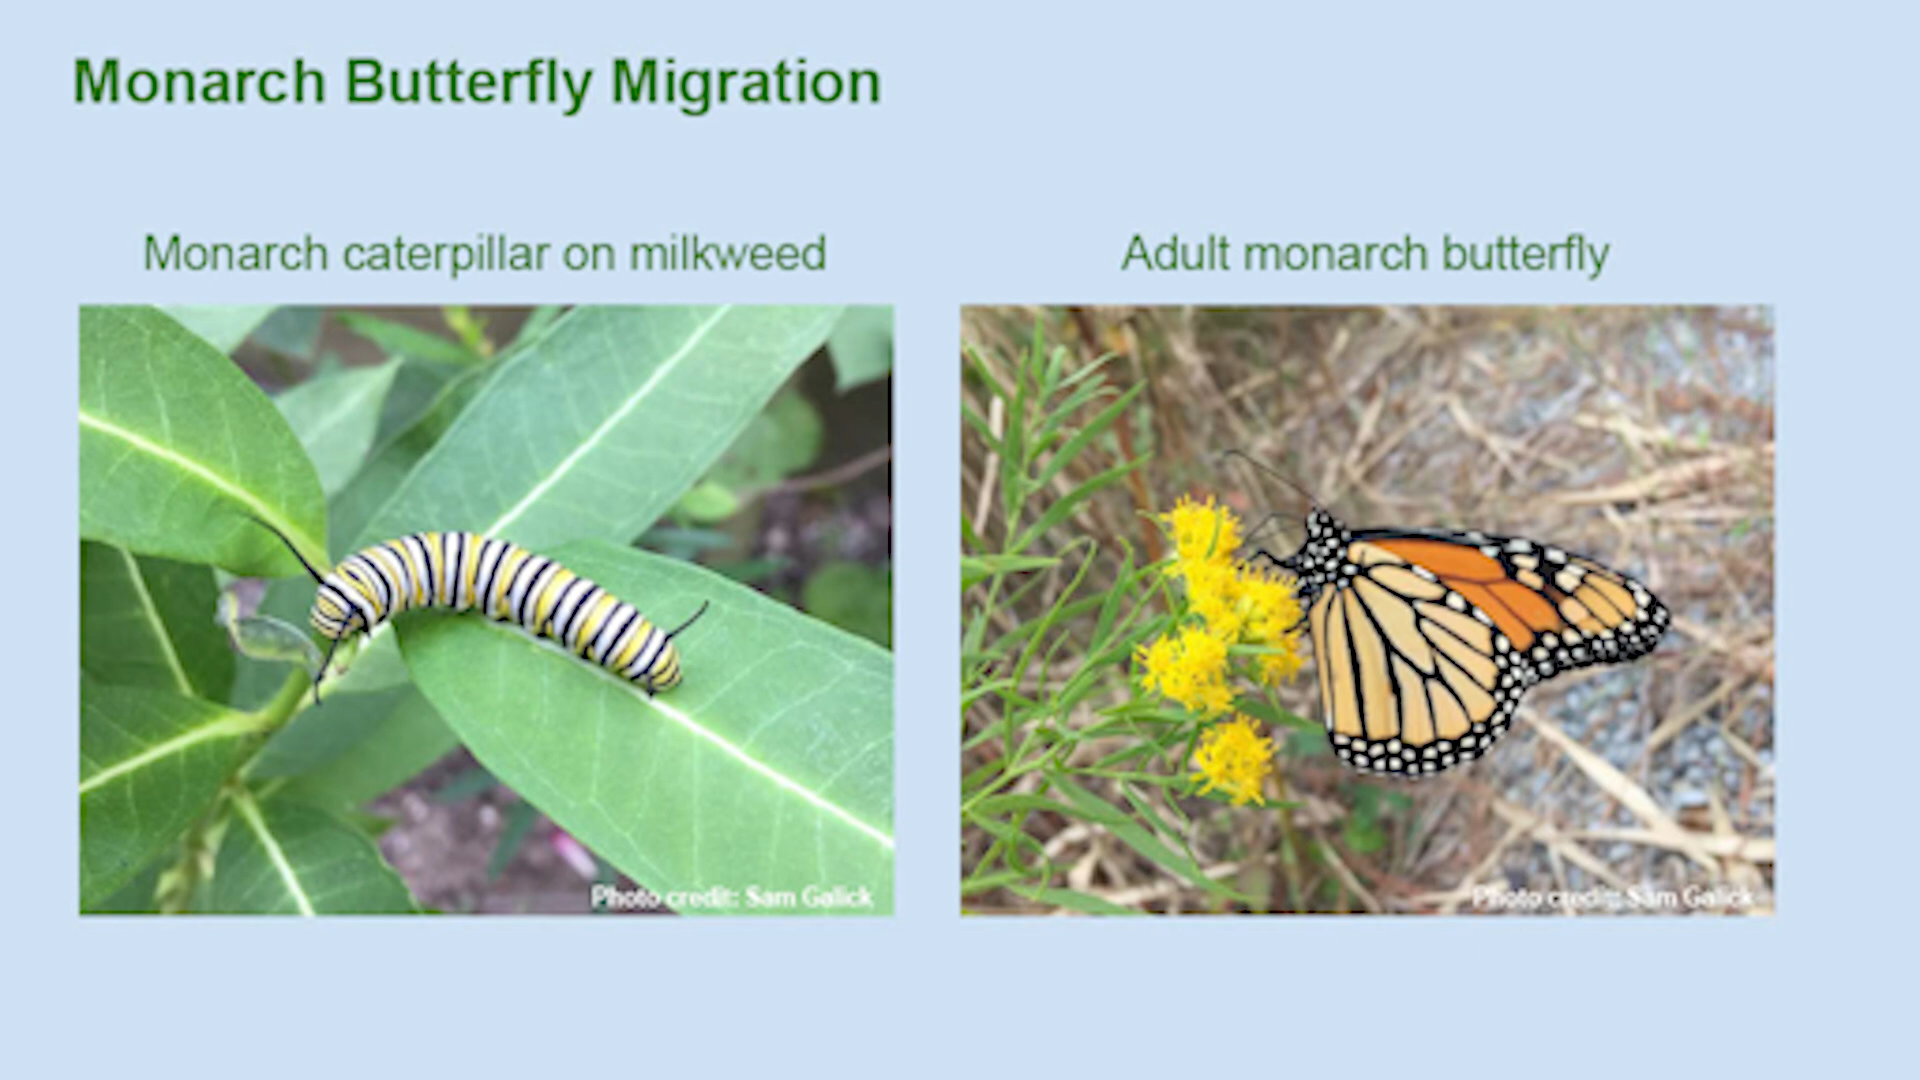 Monarch Butterfly Migration
Monarch caterpillar on milkweed
Adult monarch butterfly
Photo credit: Sam Galick
Photo credit: Sam Galick